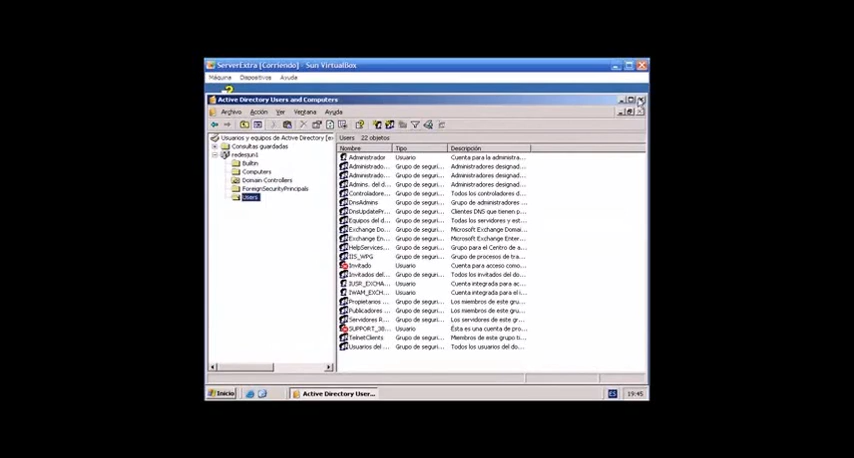 ServerExtra [Corriendo] - Sun VirtualBox
Máquina Dispositivos Ayuda
Active Directory Users and Computers
Archivo Acción Ver Ventana Ayuda
Usuarios y equipos de Active Directory [ex
Consultas guardadas
Builtin
Computers
Domain Controllers
ForeignSecurityPrincipals
Users
Users 22 objetos
Nombre Tipo Descripción
Administrador Usuario Cuenta para la administra...
Administrado... Grupo de seguri... Administradores designad...
Administrado... Grupo de seguri... Administradores designad...
Admins. del d... Grupo de seguri... Administradores designad...
Controladore... Grupo de seguri... Todos los controladores d...
DnsAdmins Grupo de seguri... Grupo de administradores ...
DnsUpdatePr... Grupo de seguri... Clientes DNS que tienen p...
Equipos del d... Grupo de seguri... Todas los servidores y est...
Exchange Do... Grupo de seguri... Microsoft Exchange Domai...
Exchange En... Grupo de seguri... Microsoft Exchange Enter...
HelpServices... Grupo de seguri... Grupo para el Centro de a...
IIS_WPG Grupo de seguri... Grupo de procesos de tra...
Invitado Usuario Cuenta para acceso como...
Invitados del... Grupo de seguri... Todos los invitados del do...
IUSR_EXCHA... Usuario Cuenta integrada para ac...
IWAM_EXCH... Usuario Cuenta integrada para el i...
Propietarios ... Grupo de seguri... Los miembros de este gru...
Publicadores ... Grupo de seguri... Los miembros de este gru...
Servidores R... Grupo de seguri... Los servidores de este gr...
SUPPORT_38... Usuario Ésta es una cuenta de pro...
TelnetClients Grupo de seguri... Miembros de este grupo ti...
Usuarios del ... Grupo de seguri... Todos los usuarios del do...
Inicio Active Directory User... ES 19:45